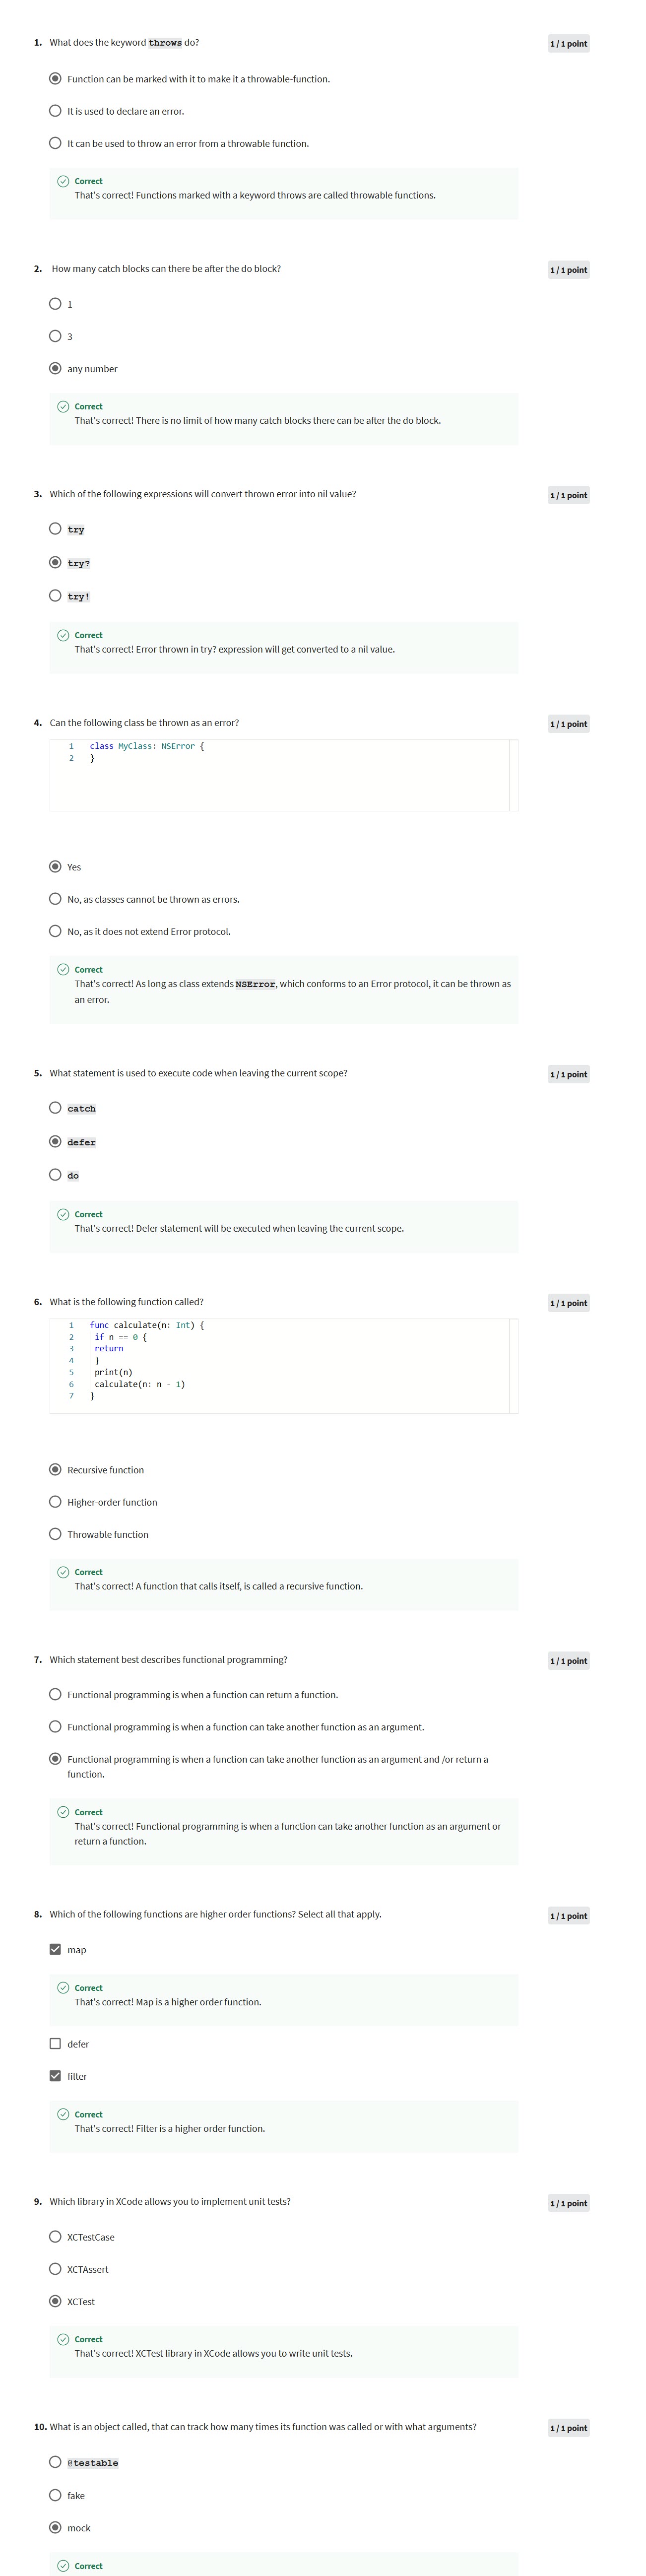 1. What does the keyword throws do?
1 / 1 point
Function can be marked with it to make it a throwable-function.
It is used to declare an error.
It can be used to throw an error from a throwable function.
Correct
That's correct! Functions marked with a keyword throws are called throwable functions.
2. How many catch blocks can there be after the do block?
1 / 1 point
1
3
any number
Correct
That's correct! There is no limit of how many catch blocks there can be after the do block.
3. Which of the following expressions will convert thrown error into nil value?
1 / 1 point
try
try?
try!
Correct
That's correct! Error thrown in try? expression will get converted to a nil value.
4. Can the following class be thrown as an error?
1 / 1 point
1 class MyClass: NSError {
2 }
Yes
No, as classes cannot be thrown as errors.
No, as it does not extend Error protocol.
Correct
That's correct! As long as class extends NSError, which conforms to an Error protocol, it can be thrown as
an error.
5. What statement is used to execute code when leaving the current scope?
1 / 1 point
catch
defer
do
Correct
That's correct! Defer statement will be executed when leaving the current scope.
6. What is the following function called?
1 / 1 point
1 func calculate(n: Int) {
2 if n == 0 {
3 return
4 }
5 print(n)
6 calculate(n: n - 1)
7 }
Recursive function
Higher-order function
Throwable function
Correct
That's correct! A function that calls itself, is called a recursive function.
7. Which statement best describes functional programming?
1 / 1 point
Functional programming is when a function can return a function.
Functional programming is when a function can take another function as an argument.
Functional programming is when a function can take another function as an argument and /or return a
function.
Correct
That's correct! Functional programming is when a function can take another function as an argument or
return a function.
8. Which of the following functions are higher order functions? Select all that apply.
1 / 1 point
map
Correct
That's correct! Map is a higher order function.
defer
filter
Correct
That's correct! Filter is a higher order function.
9. Which library in XCode allows you to implement unit tests?
1 / 1 point
XCTestCase
XCTAssert
XCTest
Correct
That's correct! XCTest library in XCode allows you to write unit tests.
10. What is an object called, that can track how many times its function was called or with what arguments?
1 / 1 point
@testable
fake
mock
Correct